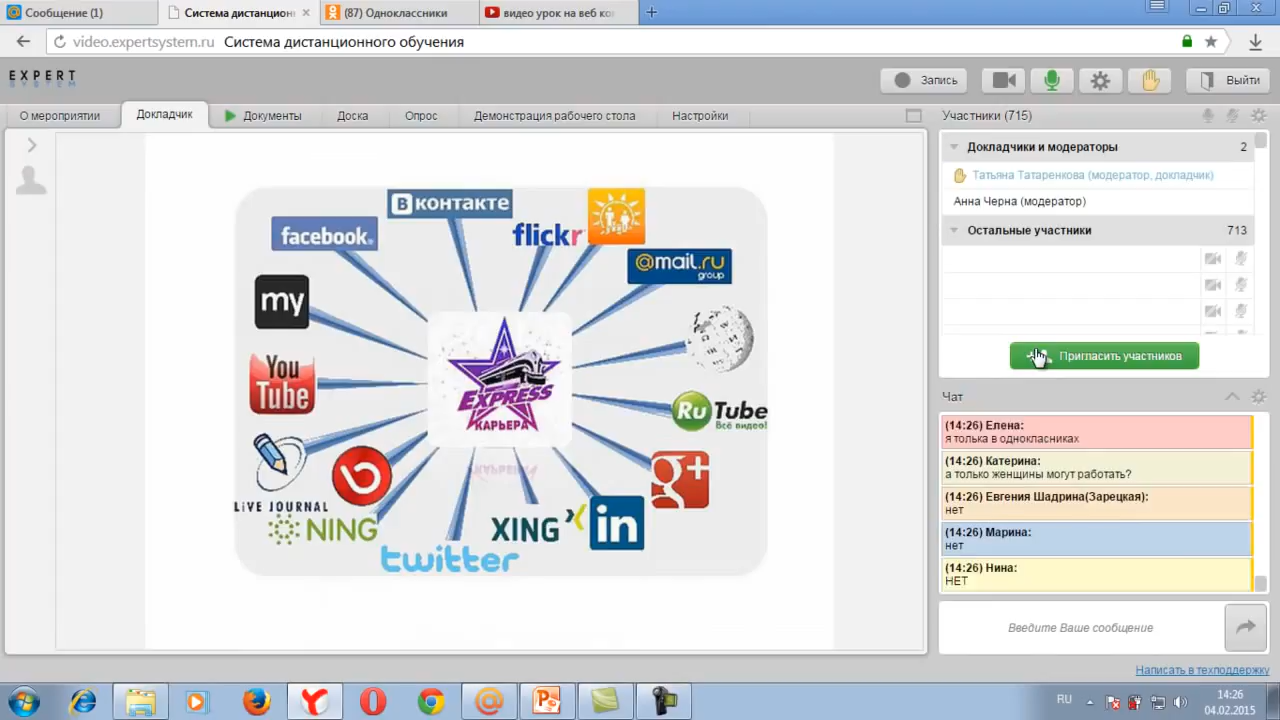 Сообщение (1)
Система дистанцион
(87) Одноклассники
видео урок на веб ко
video.expertsystem.ru Система дистанционного обучения
EXPERT
SYSTEM
Запись
Выйти
О мероприятии
Докладчик
Документы
Доска
Опрос
Демонстрация рабочего стола
Настройки
Участники (715)
Докладчики и модераторы 2
Татьяна Татаренкова (модератор, докладчик)
Анна Черна (модератор)
Остальные участники 713
Пригласить участников
В контакте
facebook.
flickr
@mail.ru
group
my
You
Tube
EXPRESS
КАРЬЕРА
RuTube
Всё видео!
g+
LIVE JOURNAL
NING
XING
in
twitter
Чат
(14:26) Елена:
я толька в однокласниках
(14:26) Катерина:
а только женщины могут работать?
(14:26) Евгения Шадрина(Зарецкая):
нет
(14:26) Марина:
нет
(14:26) Нина:
НЕТ
Введите Ваше сообщение
Написать в техподдержку
RU
14:26
04.02.2015